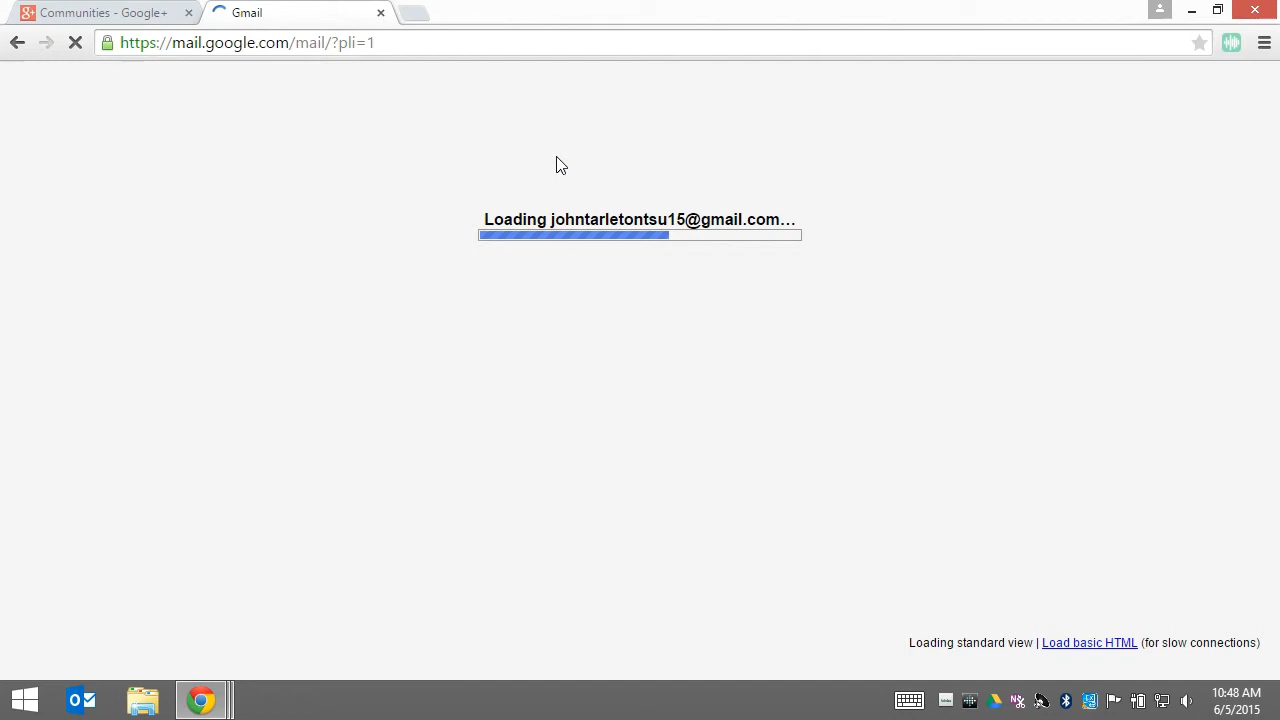 Communities - Google+
Gmail
https://mail.google.com/mail/?pli=1
Loading johntarletontsu15@gmail.com…
Loading standard view | Load basic HTML (for slow connections)
10:48 AM
6/5/2015